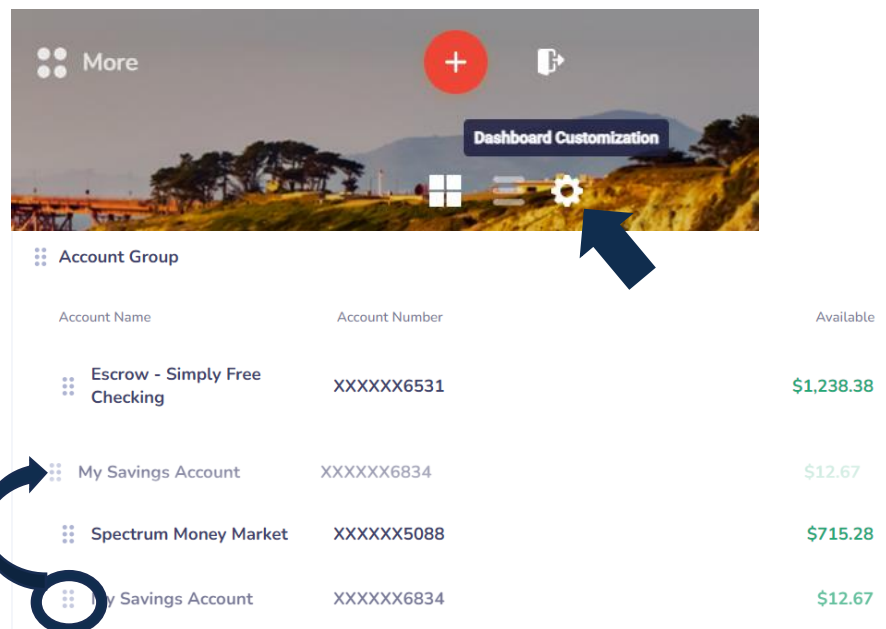 More
Dashboard Customization
Account Group
Account Name Account Number Available
Escrow - Simply Free
Checking XXXXXX6531 $1,238.38
My Savings Account XXXXXX6834 $12.67
Spectrum Money Market XXXXXX5088 $715.28
My Savings Account XXXXXX6834 $12.67